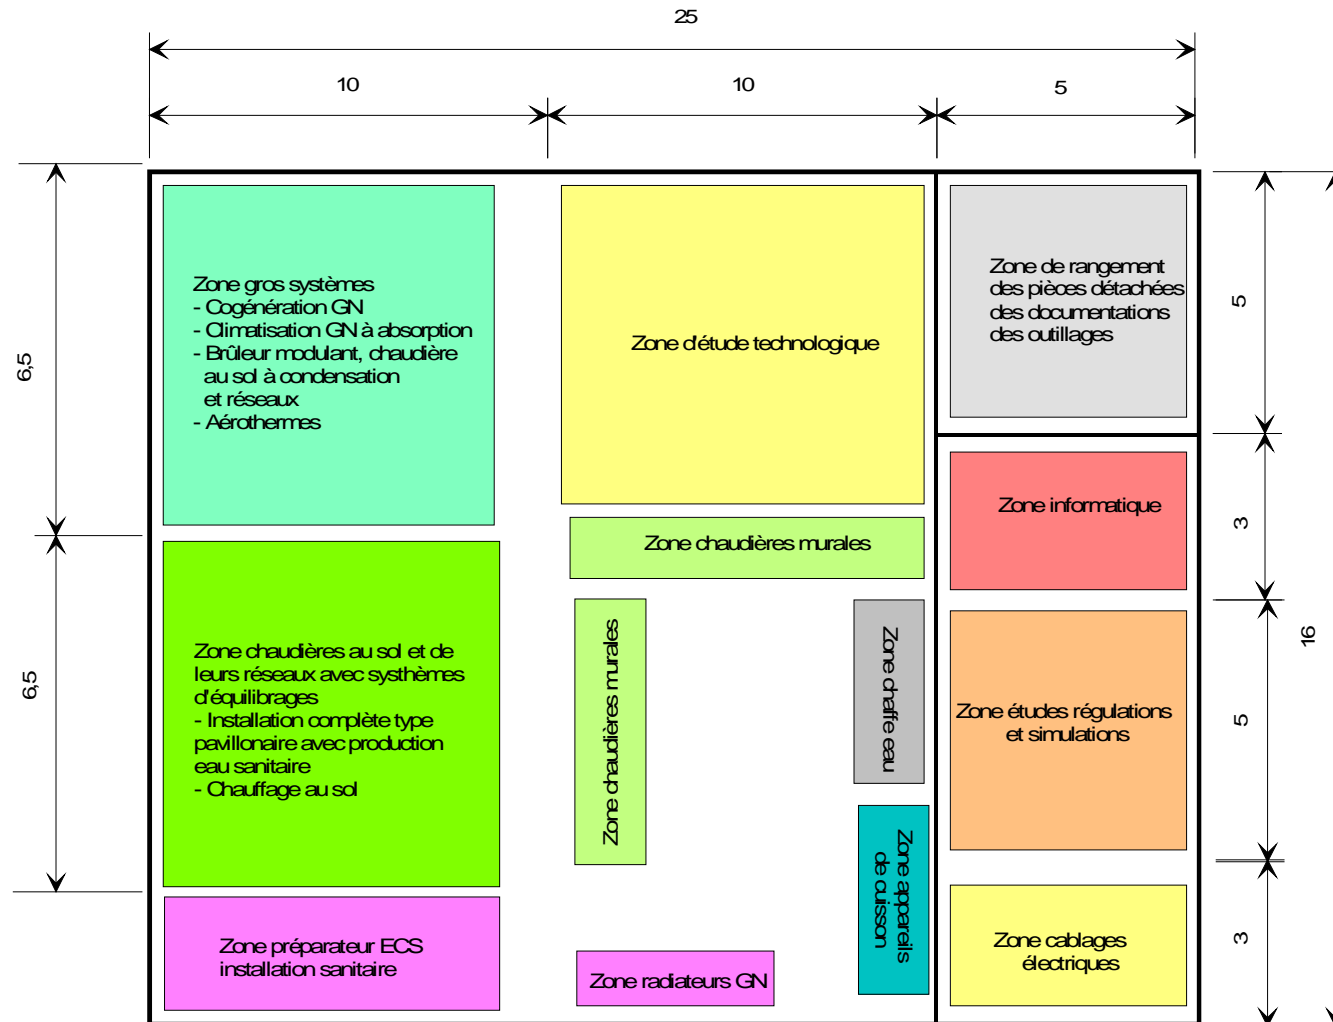 25
10
10
5
Zone gros systèmes
- Cogénération GN
- Climatisation GN à absorption
- Brûleur modulant, chaudière
au sol à condensation
et réseaux
- Aérothermes
Zone d'étude technologique
Zone de rangement
des pièces détachées
des documentations
des outillages
6,5
5
Zone informatique
3
Zone chaudières murales
Zone chaudières au sol et de
leurs réseaux avec systhèmes
d'équilibrages
- Installation complète type
pavillonaire avec production
eau sanitaire
- Chauffage au sol
6,5
Zone chaudières murales
Zone chaffe eau
Zone études régulations
et simulations
5
16
Zone appareils
de cuisson
Zone préparateur ECS
installation sanitaire
Zone radiateurs GN
Zone cablages
électriques
3